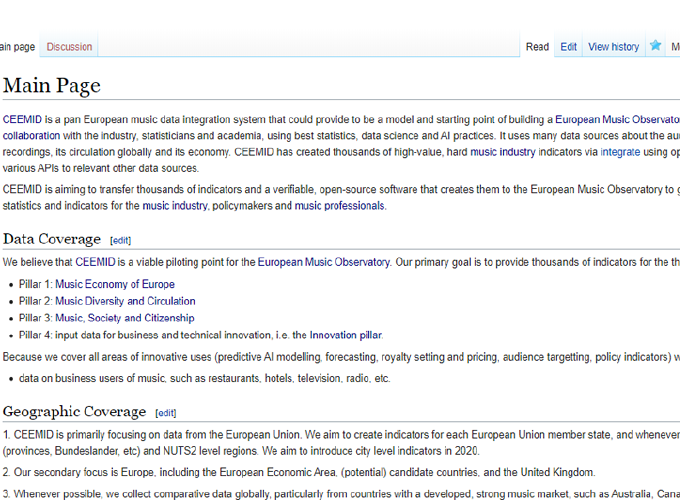 ain page Discussion Read Edit View history M
Main Page
CEEMID is a pan European music data integration system that could provide to be a model and starting point of building a European Music Observato
collaboration with the industry, statisticians and academia, using best statistics, data science and AI practices. It uses many data sources about the au
recordings, its circulation globally and its economy. CEEMID has created thousands of high-value, hard music industry indicators via integrate using op
various APIs to relevant other data sources.
CEEMID is aiming to transfer thousands of indicators and a verifiable, open-source software that creates them to the European Music Observatory to g
statistics and indicators for the music industry, policymakers and music professionals.
Data Coverage [edit]
We believe that CEEMID is a viable piloting point for the European Music Observatory. Our primary goal is to provide thousands of indicators for the th
• Pillar 1: Music Economy of Europe
• Pillar 2: Music Diversity and Circulation
• Pillar 3: Music, Society and Citizenship
• Pillar 4: input data for business and technical innovation, i.e. the Innovation pillar.
Because we cover all areas of innovative uses (predictive AI modelling, forecasting, royalty setting and pricing, audience targetting, policy indicators) w
• data on business users of music, such as restaurants, hotels, television, radio, etc.
Geographic Coverage [edit]
1. CEEMID is primarily focusing on data from the European Union. We aim to create indicators for each European Union member state, and whenever
(provinces, Bundeslander, etc) and NUTS2 level regions. We aim to introduce city level indicators in 2020.
2. Our secondary focus is Europe, including the European Economic Area, (potential) candidate countries, and the United Kingdom.
3. Whenever possible, we collect comparative data globally, particularly from countries with a developed, strong music market, such as Australia, Cana